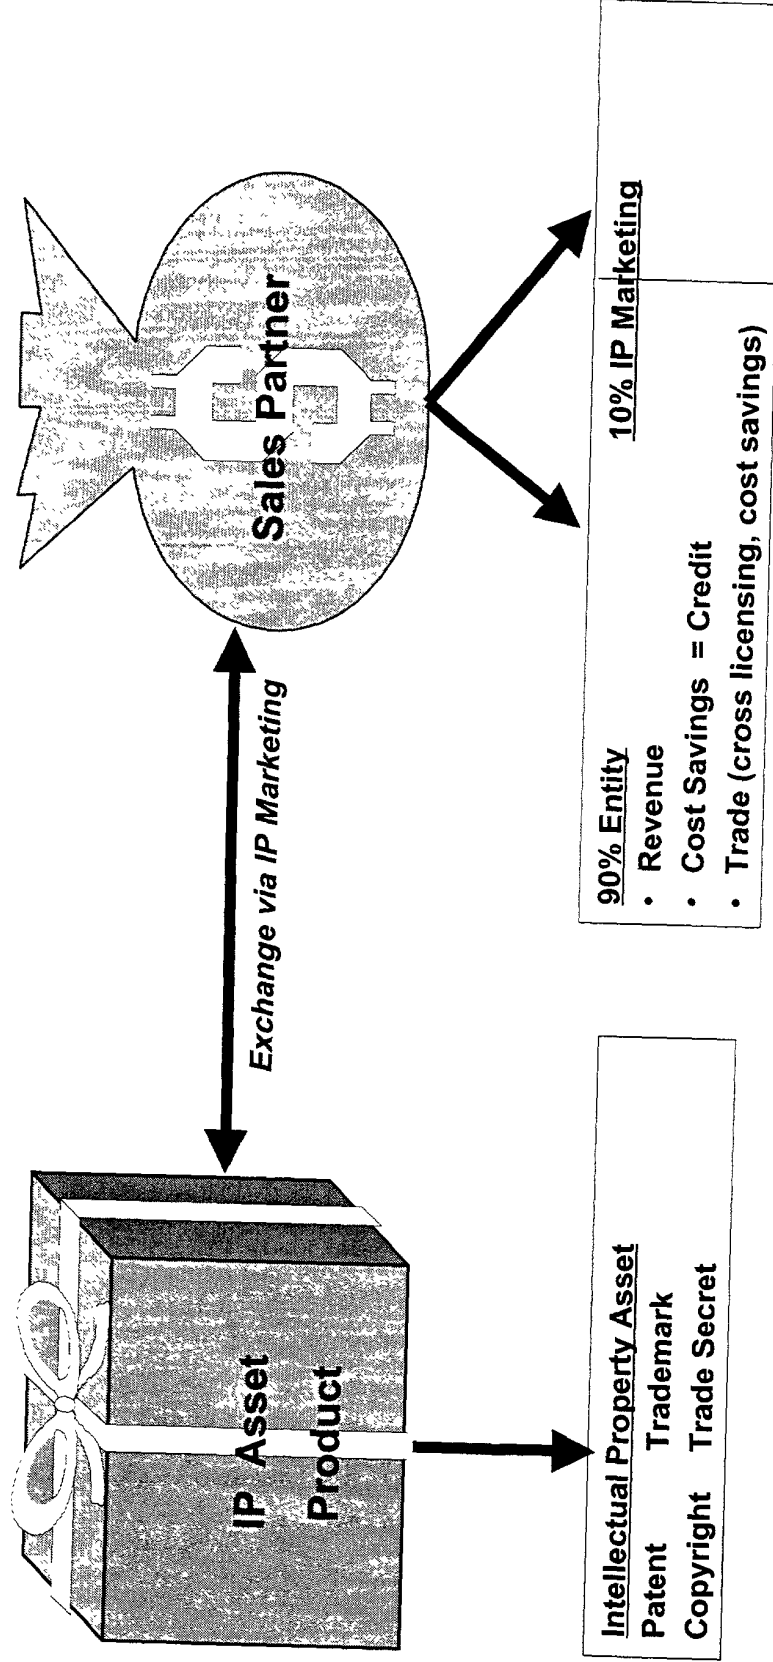 IP Asset
Product
Exchange via IP Marketing
Sales Partner
Intellectual Property Asset
Patent Trademark
Copyright Trade Secret
90% Entity
• Revenue
• Cost Savings = Credit
• Trade (cross licensing, cost savings)
10% IP Marketing